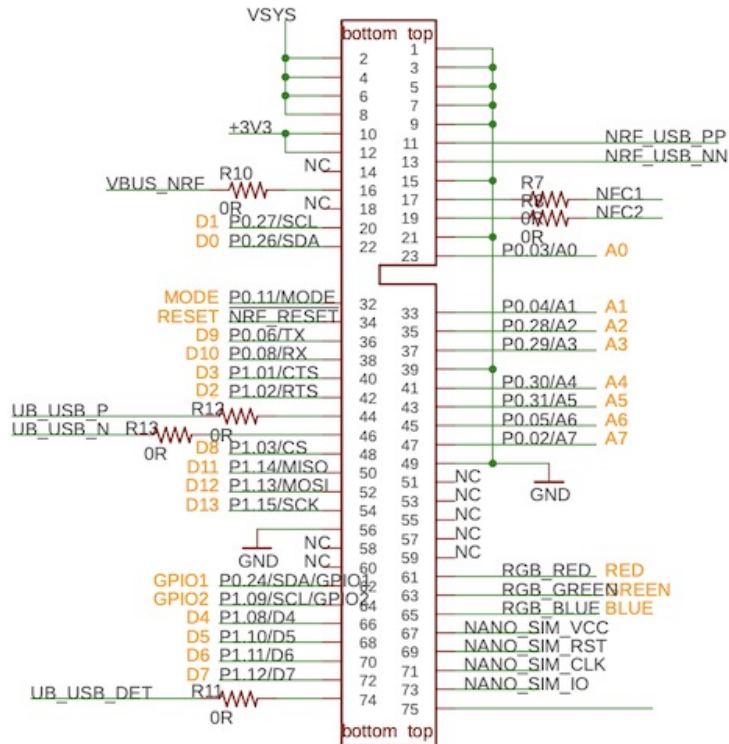 VSYS
bottom top
1
2
3
4
5
6
7
8
9
+3V3
10
11 NRF_USB_PP
12
13 NRF_USB_NN
NC 14
15
VBUS_NRF R10 0R 16
17 R7 NFC1
NC 18
19 0R NFC2
D1 P0.27/SCL 20
21
D0 P0.26/SDA 22
23 P0.03/A0 A0
MODE P0.11/MODE 32
33 P0.04/A1 A1
RESET NRF_RESET 34
35 P0.28/A2 A2
D9 P0.06/TX 36
37 P0.29/A3 A3
D10 P0.08/RX 38
39
D3 P1.01/CTS 40
41 P0.30/A4 A4
D2 P1.02/RTS 42
43 P0.31/A5 A5
UB_USB_P R12 0R 44
45 P0.05/A6 A6
UB_USB_N R13 0R 46
47 P0.02/A7 A7
D8 P1.03/CS 48
49 GND
D11 P1.14/MISO 50
51 NC
D12 P1.13/MOSI 52
53 NC
D13 P1.15/SCK 54
55 NC
GND 56
57 NC
NC 58
59 NC
NC 60
61 RGB_RED RED
GPIO1 P0.24/SDA/GPIO1 62
63 RGB_GREEN GREEN
GPIO2 P1.09/SCL/GPIO2 64
65 RGB_BLUE BLUE
D4 P1.08/D4 66
67 NANO_SIM_VCC
D5 P1.10/D5 68
69 NANO_SIM_RST
D6 P1.11/D6 70
71 NANO_SIM_CLK
D7 P1.12/D7 72
73 NANO_SIM_IO
UB_USB_DET R11 0R 74
75
bottom top